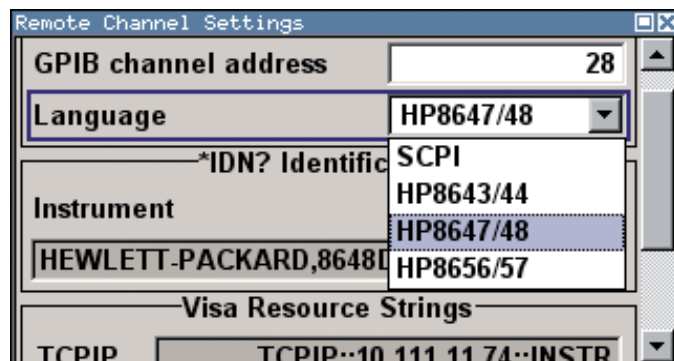 Remote Channel Settings
GPIB channel address 28
Language HP8647/48
SCPI
*IDN? Identific
HP8643/44
Instrument
HP8647/48
HEWLETT-PACKARD,8648D
HP8656/57
Visa Resource Strings
TCPIP TCPIP::10.111.11.74::INSTR